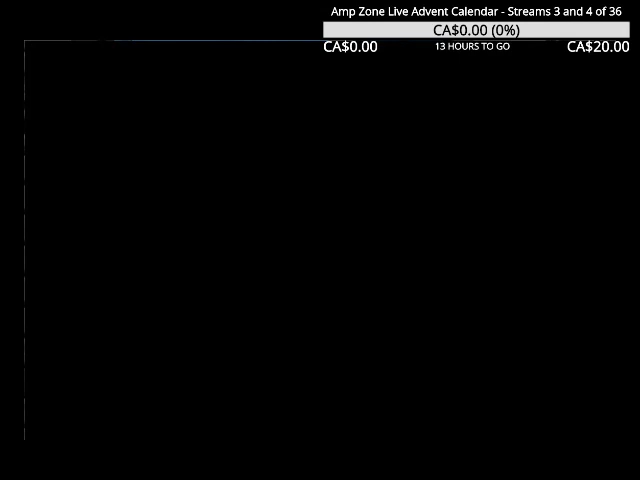 Amp Zone Live Advent Calendar - Streams 3 and 4 of 36
CA$0.00 (0%)
CA$0.00 13 HOURS TO GO CA$20.00